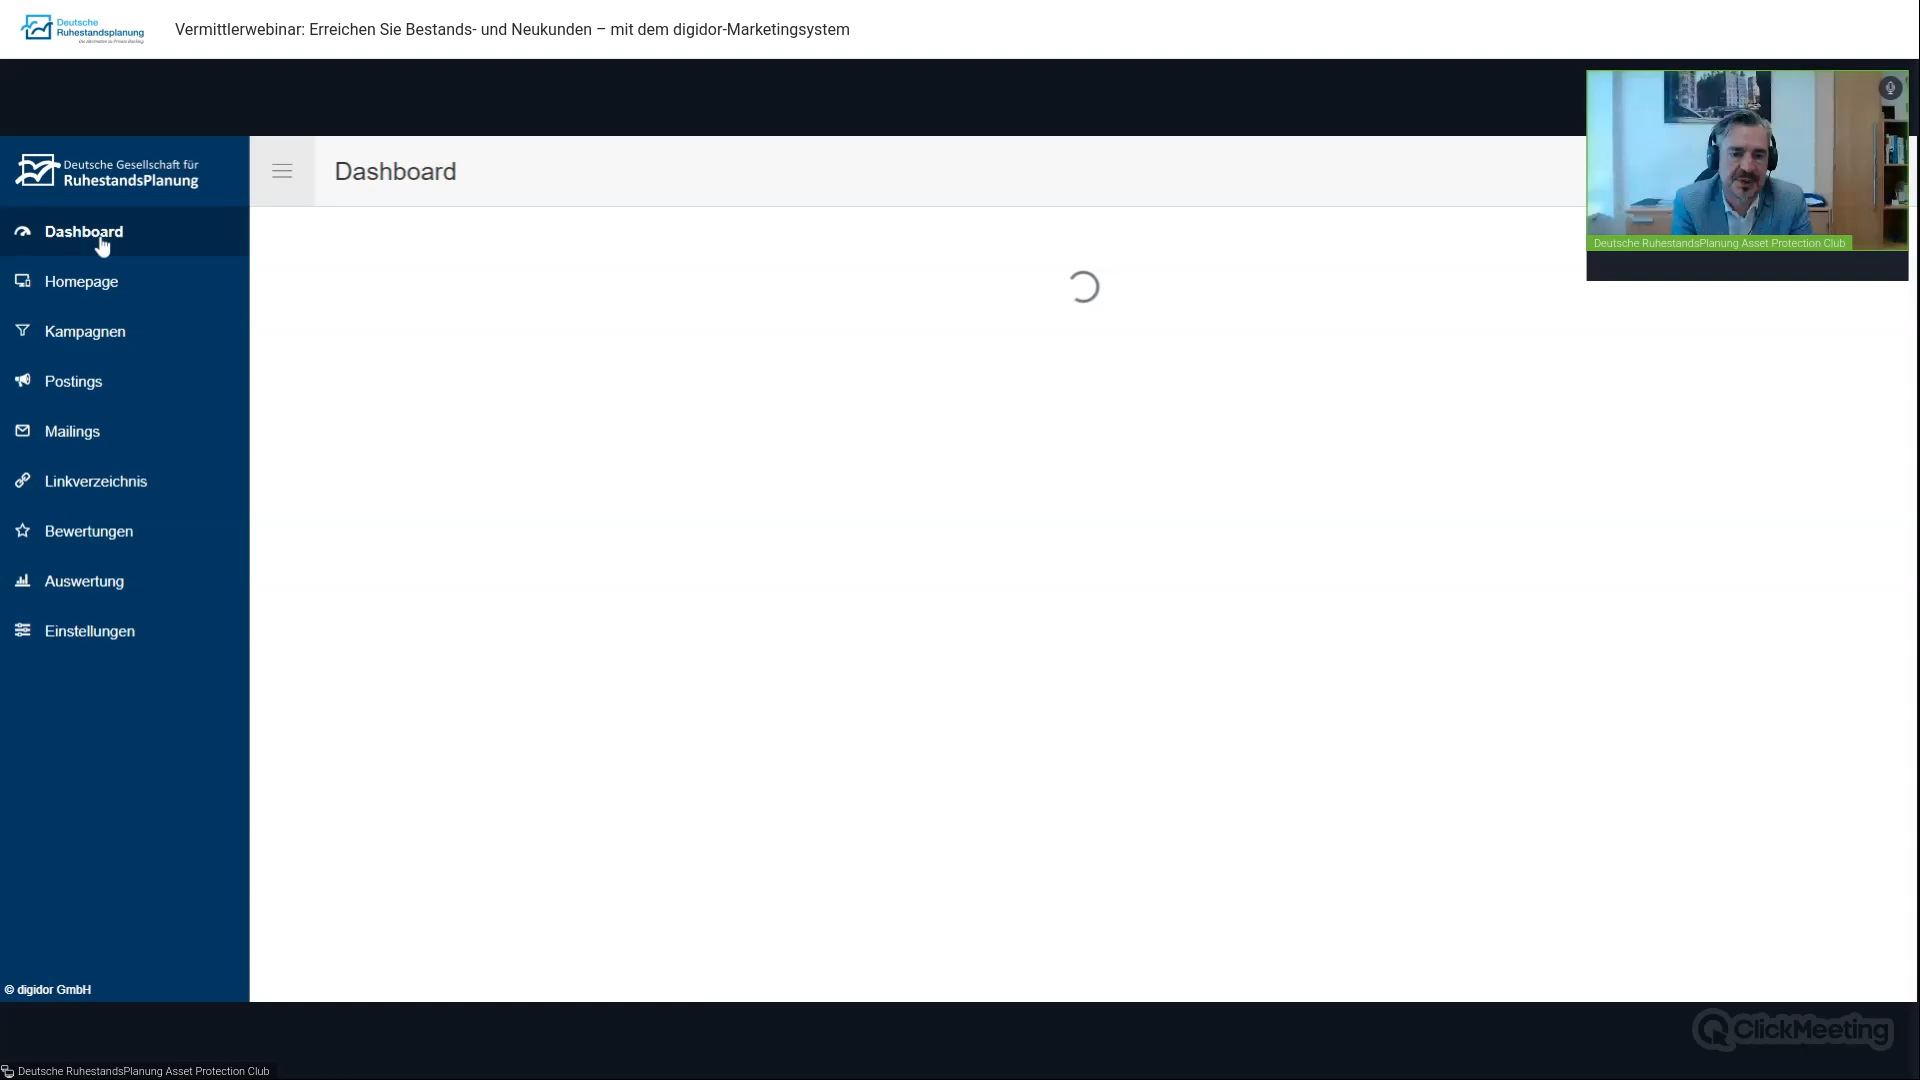 Deutsche
Ruhestandsplanung
Vermittlerwebinar: Erreichen Sie Bestands- und Neukunden – mit dem digidor-Marketingsystem
Deutsche Gesellschaft für
RuhestandsPlanung
Dashboard
Deutsche RuhestandsPlanung Asset Protection Club
Dashboard
Homepage
Kampagnen
Postings
Mailings
Linkverzeichnis
Bewertungen
Auswertung
Einstellungen
© digidor GmbH
ClickMeeting
Deutsche RuhestandsPlanung Asset Protection Club